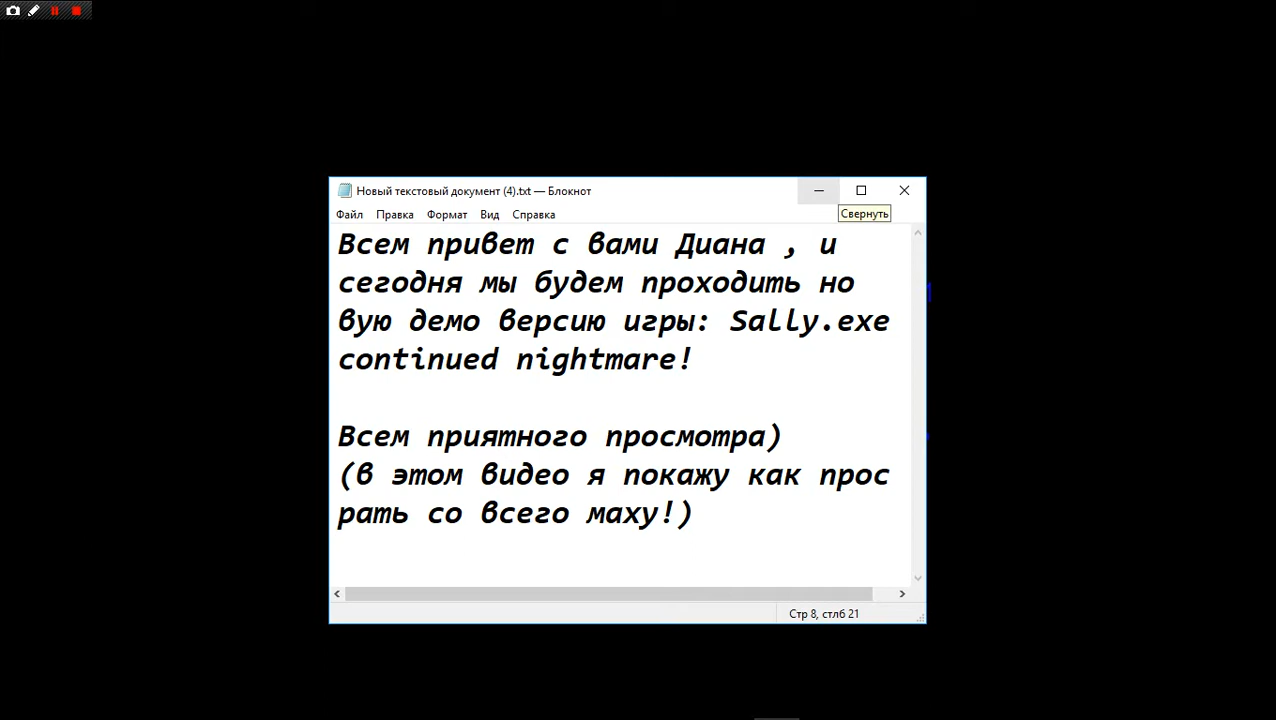 Новый текстовый документ (4).txt — Блокнот
Файл Правка Формат Вид Справка
Свернуть
Всем привет с вами Диана , и
сегодня мы будем проходить но
вую демо версию игры: Sally.exe
continued nightmare!
Всем приятного просмотра)
(в этом видео я покажу как прос
рать со всего маху!)
Стр 8, стлб 21